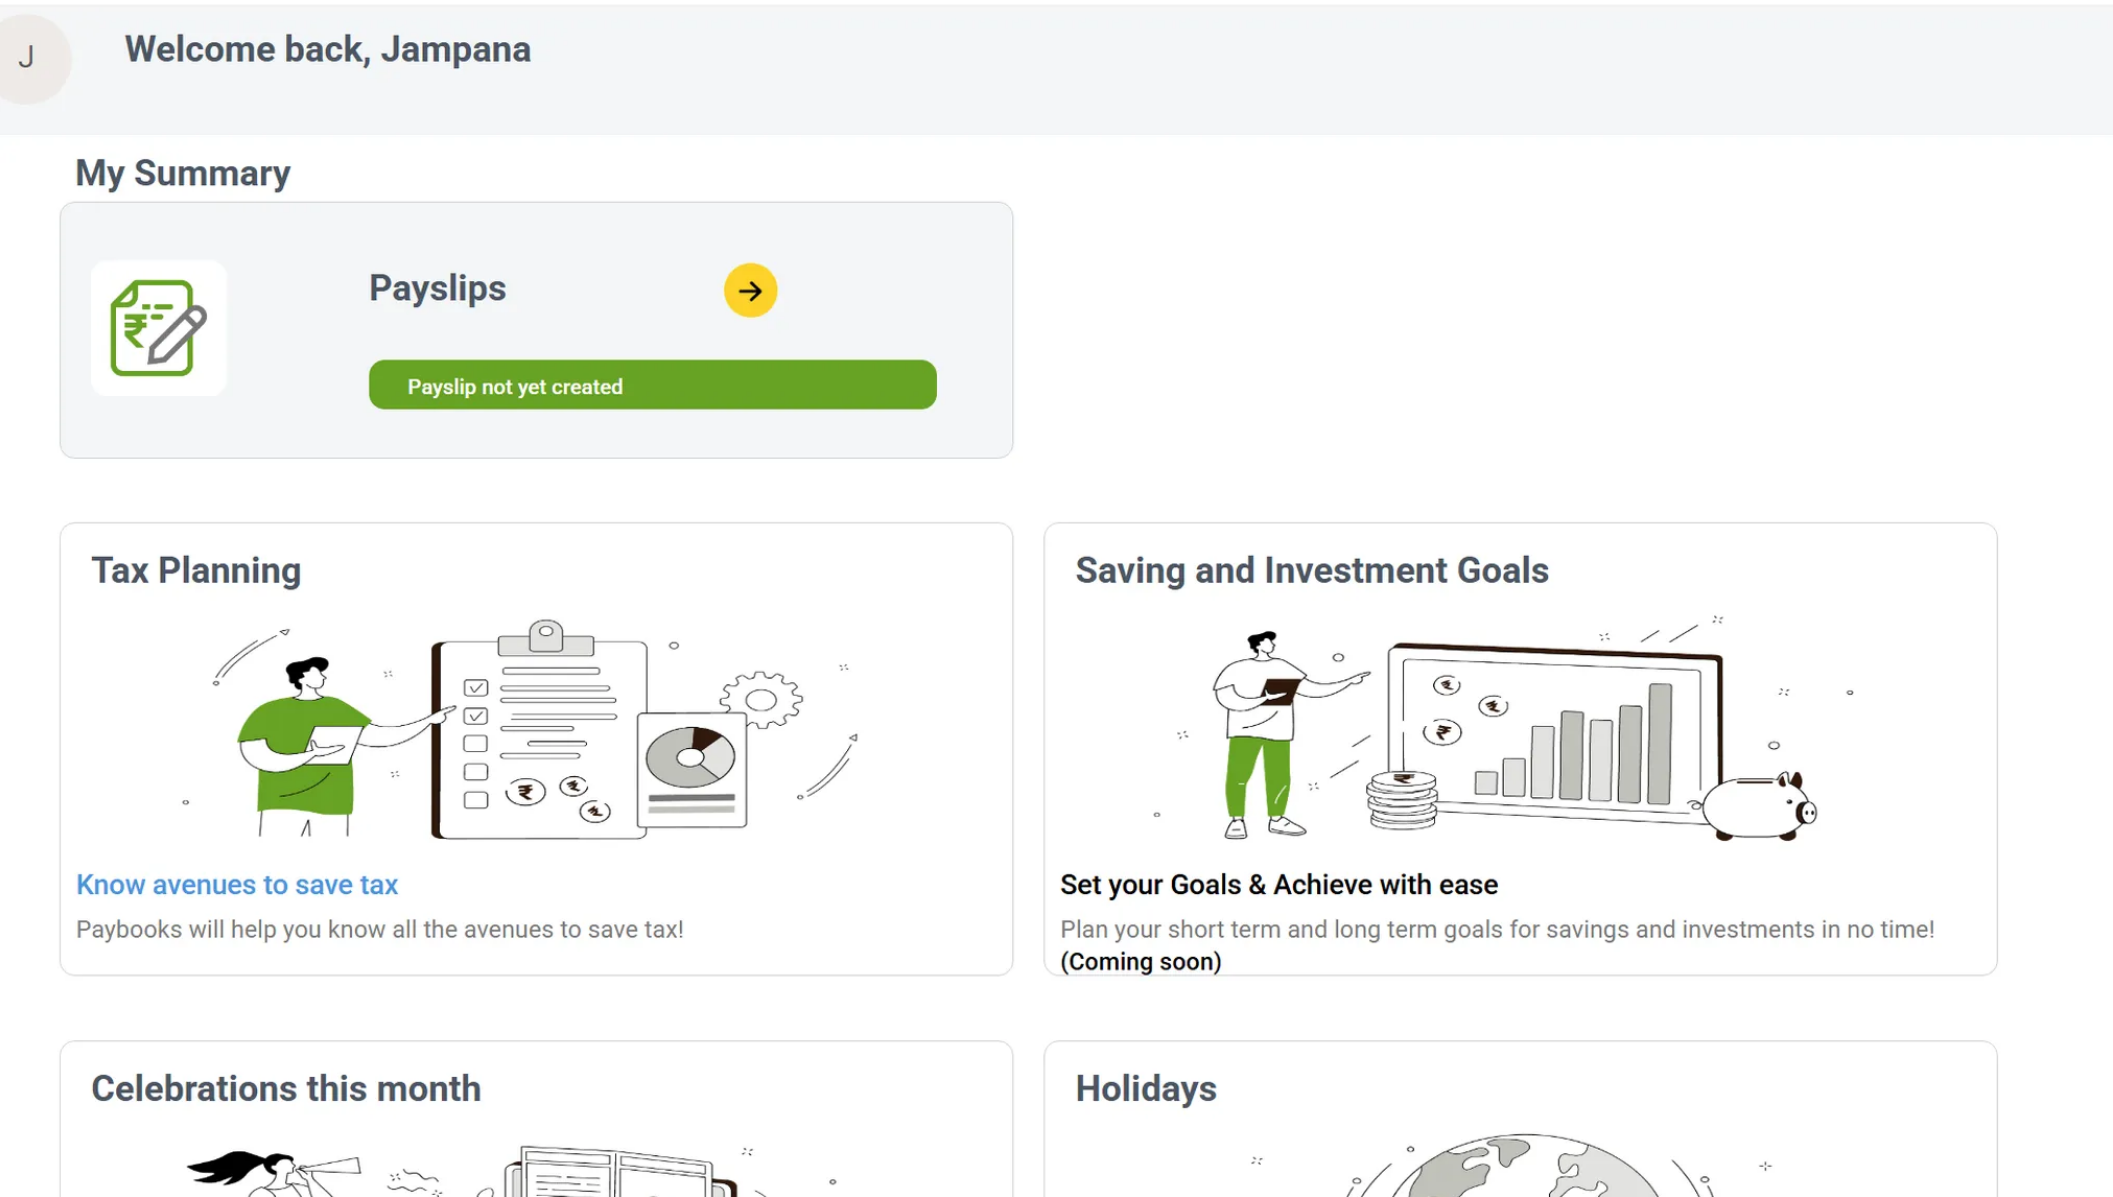 J
Welcome back, Jampana
My Summary
Payslips
Payslip not yet created
Tax Planning
Know avenues to save tax
Paybooks will help you know all the avenues to save tax!
Saving and Investment Goals
Set your Goals & Achieve with ease
Plan your short term and long term goals for savings and investments in no time!
(Coming soon)
Celebrations this month
Holidays